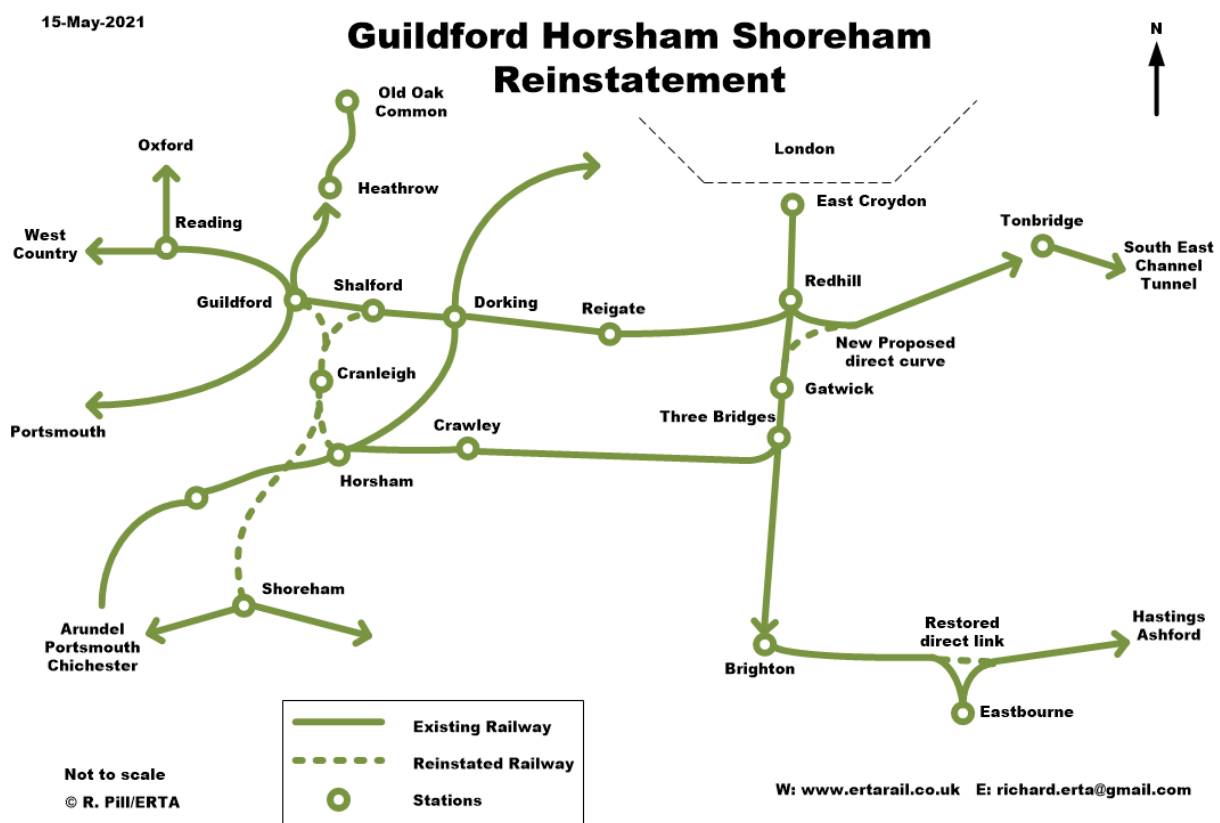 15-May-2021
Guildford Horsham Shoreham
Reinstatement
N
Old Oak
Common
London
Oxford
Heathrow
East Croydon
Reading
Tonbridge
West
Country
South East
Channel
Tunnel
Redhill
Shalford
Guildford
Dorking
Reigate
New Proposed
direct curve
Cranleigh
Gatwick
Three Bridges
Portsmouth
Crawley
Horsham
Shoreham
Arundel
Portsmouth
Chichester
Restored
direct link
Hastings
Ashford
Brighton
Eastbourne
Existing Railway
Reinstated Railway
Stations
Not to scale
© R. Pill/ERTA
W: www.ertarail.co.uk E: richard.erta@gmail.com